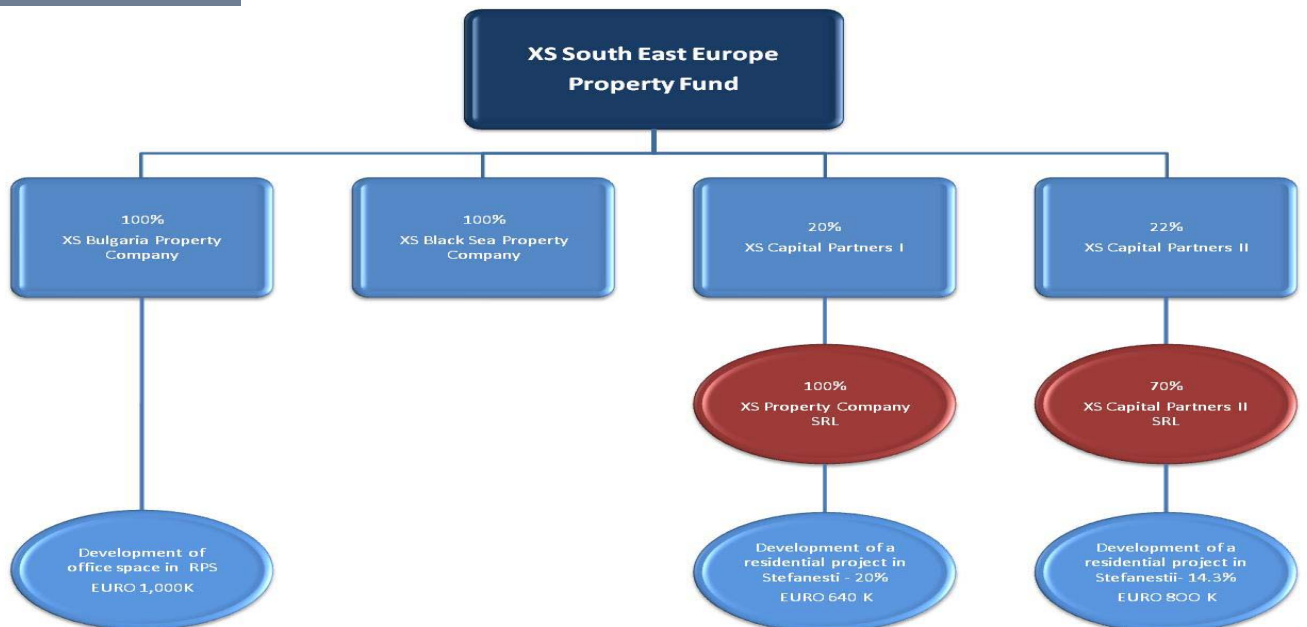 XS South East Europe
Property Fund
100%
XS Bulgaria Property
Company
100%
XS Black Sea Property
Company
20%
XS Capital Partners I
22%
XS Capital Partners II
100%
XS Property Company
SRL
70%
XS Capital Partners II
SRL
Development of
office space in RPS
EURO 1,000K
Development of a
residential project in
Stefanesti - 20%
EURO 640 K
Development of a
residential project in
Stefanestii- 14.3%
EURO 800 K